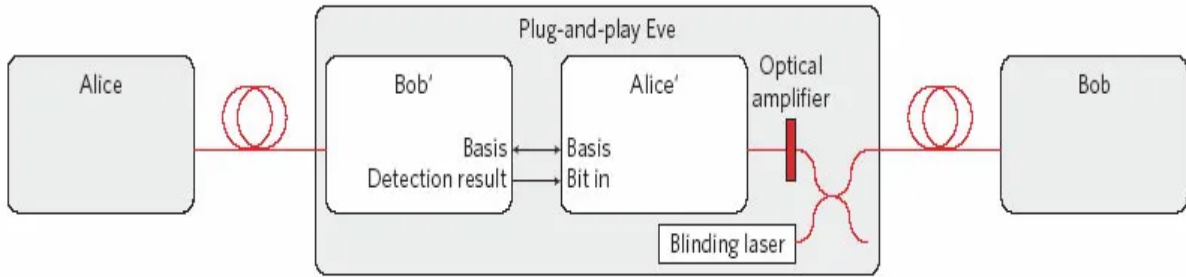 Plug-and-play Eve
Alice
Bob′
Alice′
Optical
amplifier
Bob
Basis
Basis
Detection result
Bit in
Blinding laser